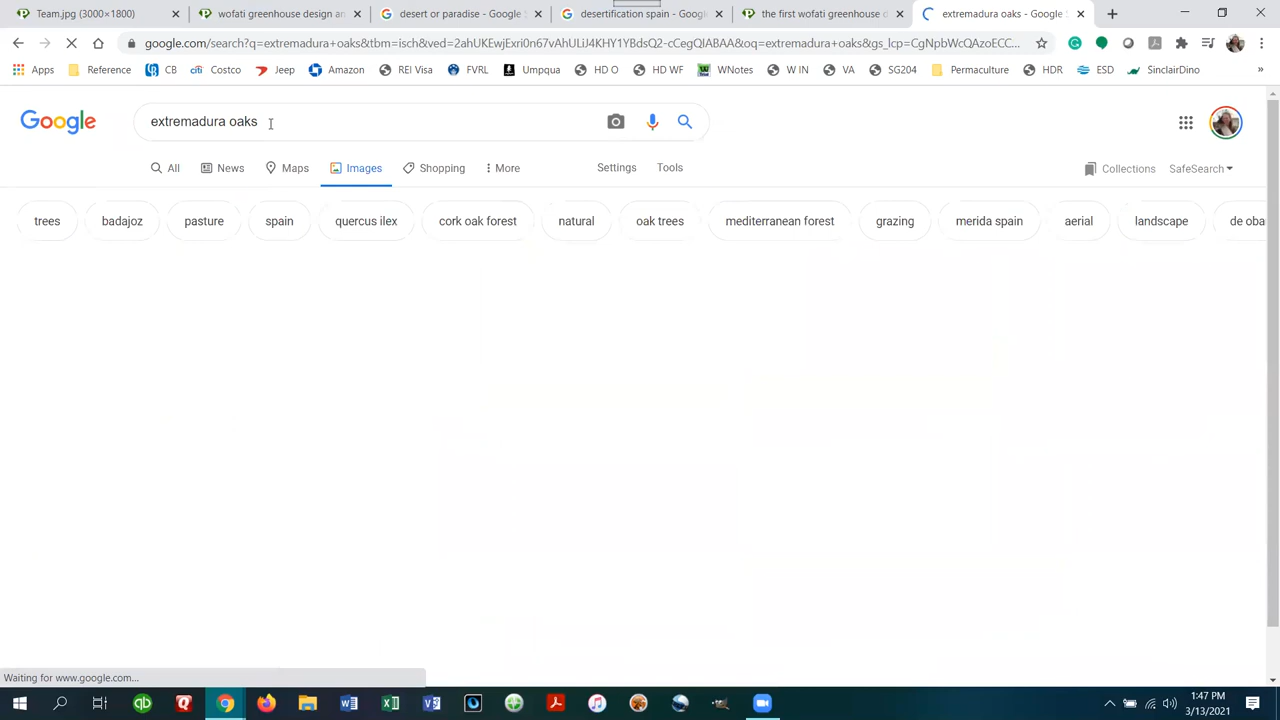 Team.jpg (3000×1800)
wofati greenhouse design an
desert or paradise - Google S
desertification spain - Googl
the first wofati greenhouse d
extremadura oaks - Google S
google.com/search?q=extremadura+oaks&tbm=isch&ved=2ahUKEwjExri0n67vAhULiJ4KHY1YBdsQ2-cCegQIABAA&oq=extremadura+oaks&gs_lcp=CgNpbWcQAzoECC...
Apps
Reference
CB
Costco
Jeep
Amazon
REI Visa
FVRL
Umpqua
HD O
HD WF
WNotes
W IN
VA
SG204
Permaculture
HDR
ESD
SinclairDino
»
Google
extremadura oaks
All
News
Maps
Images
Shopping
More
Settings
Tools
Collections
SafeSearch
trees
badajoz
pasture
spain
quercus ilex
cork oak forest
natural
oak trees
mediterranean forest
grazing
merida spain
aerial
landscape
de oba
Waiting for www.google.com...
1:47 PM
3/13/2021